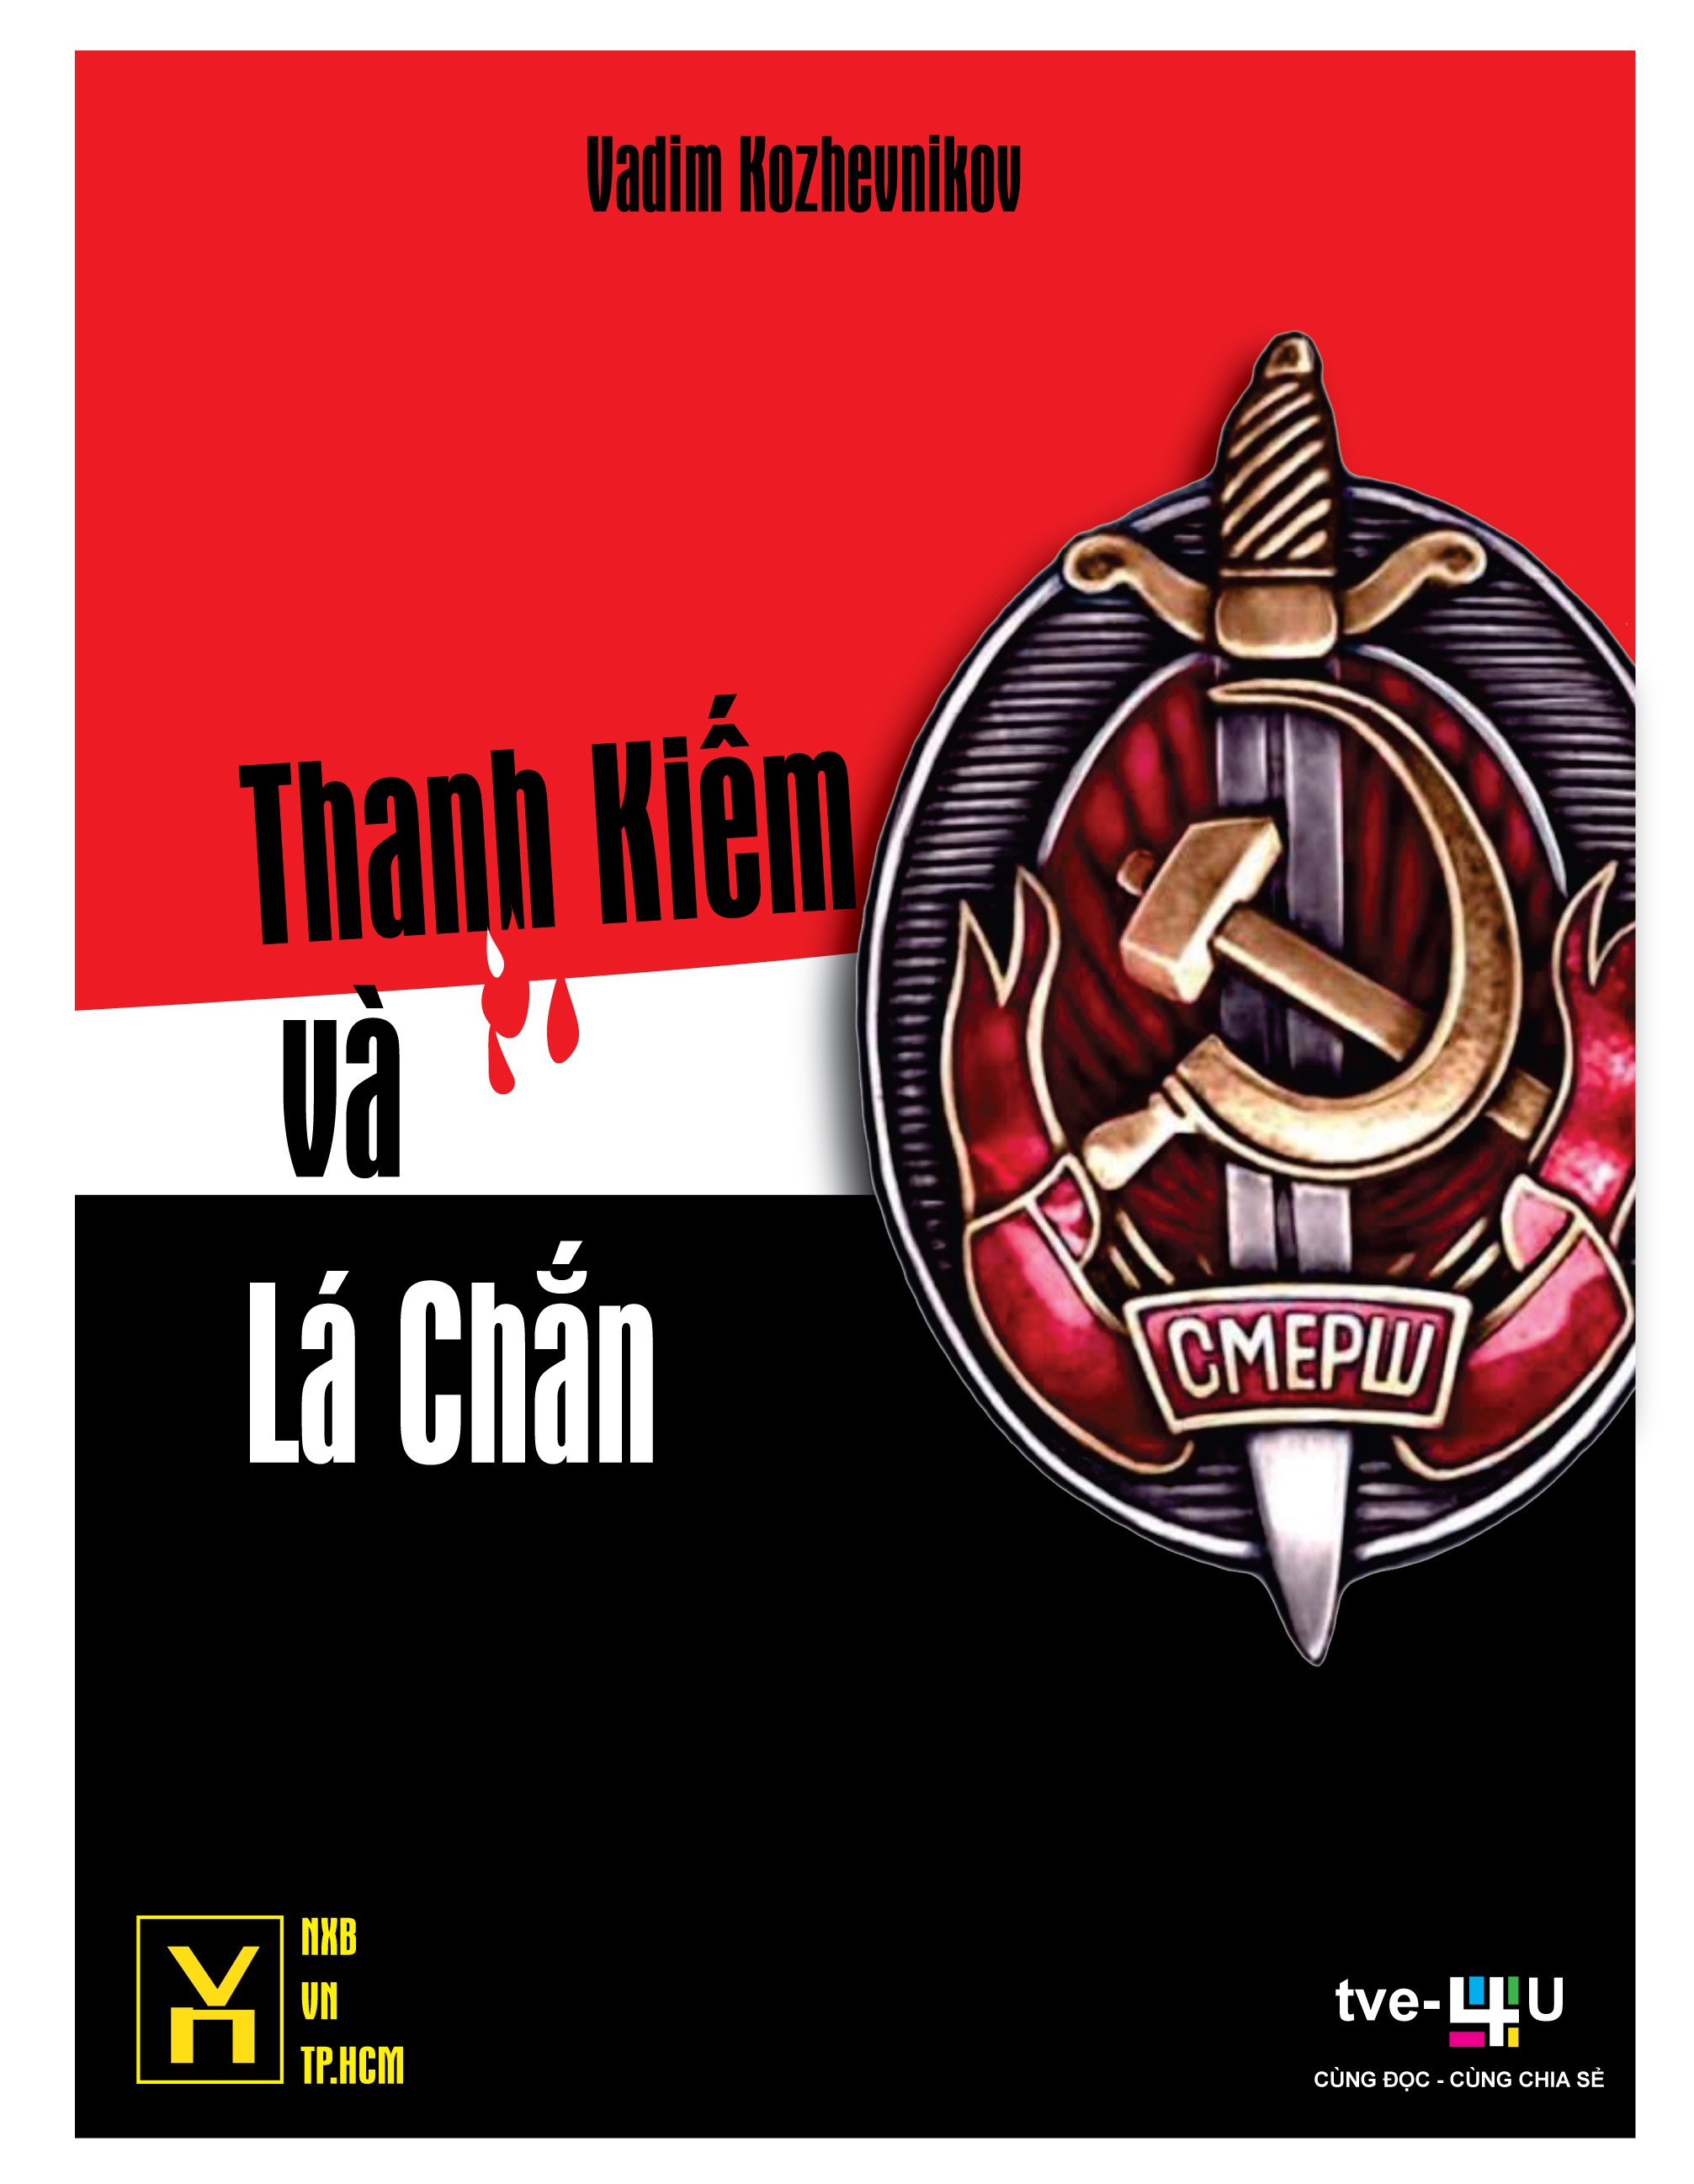 Vadim Kozhevnikov
Thanh Kiếm
và
Lá Chắn
СМЕРШ
VN
NXB
VN
TP.HCM
tve-4U
CÙNG ĐỌC - CÙNG CHIA SẺ